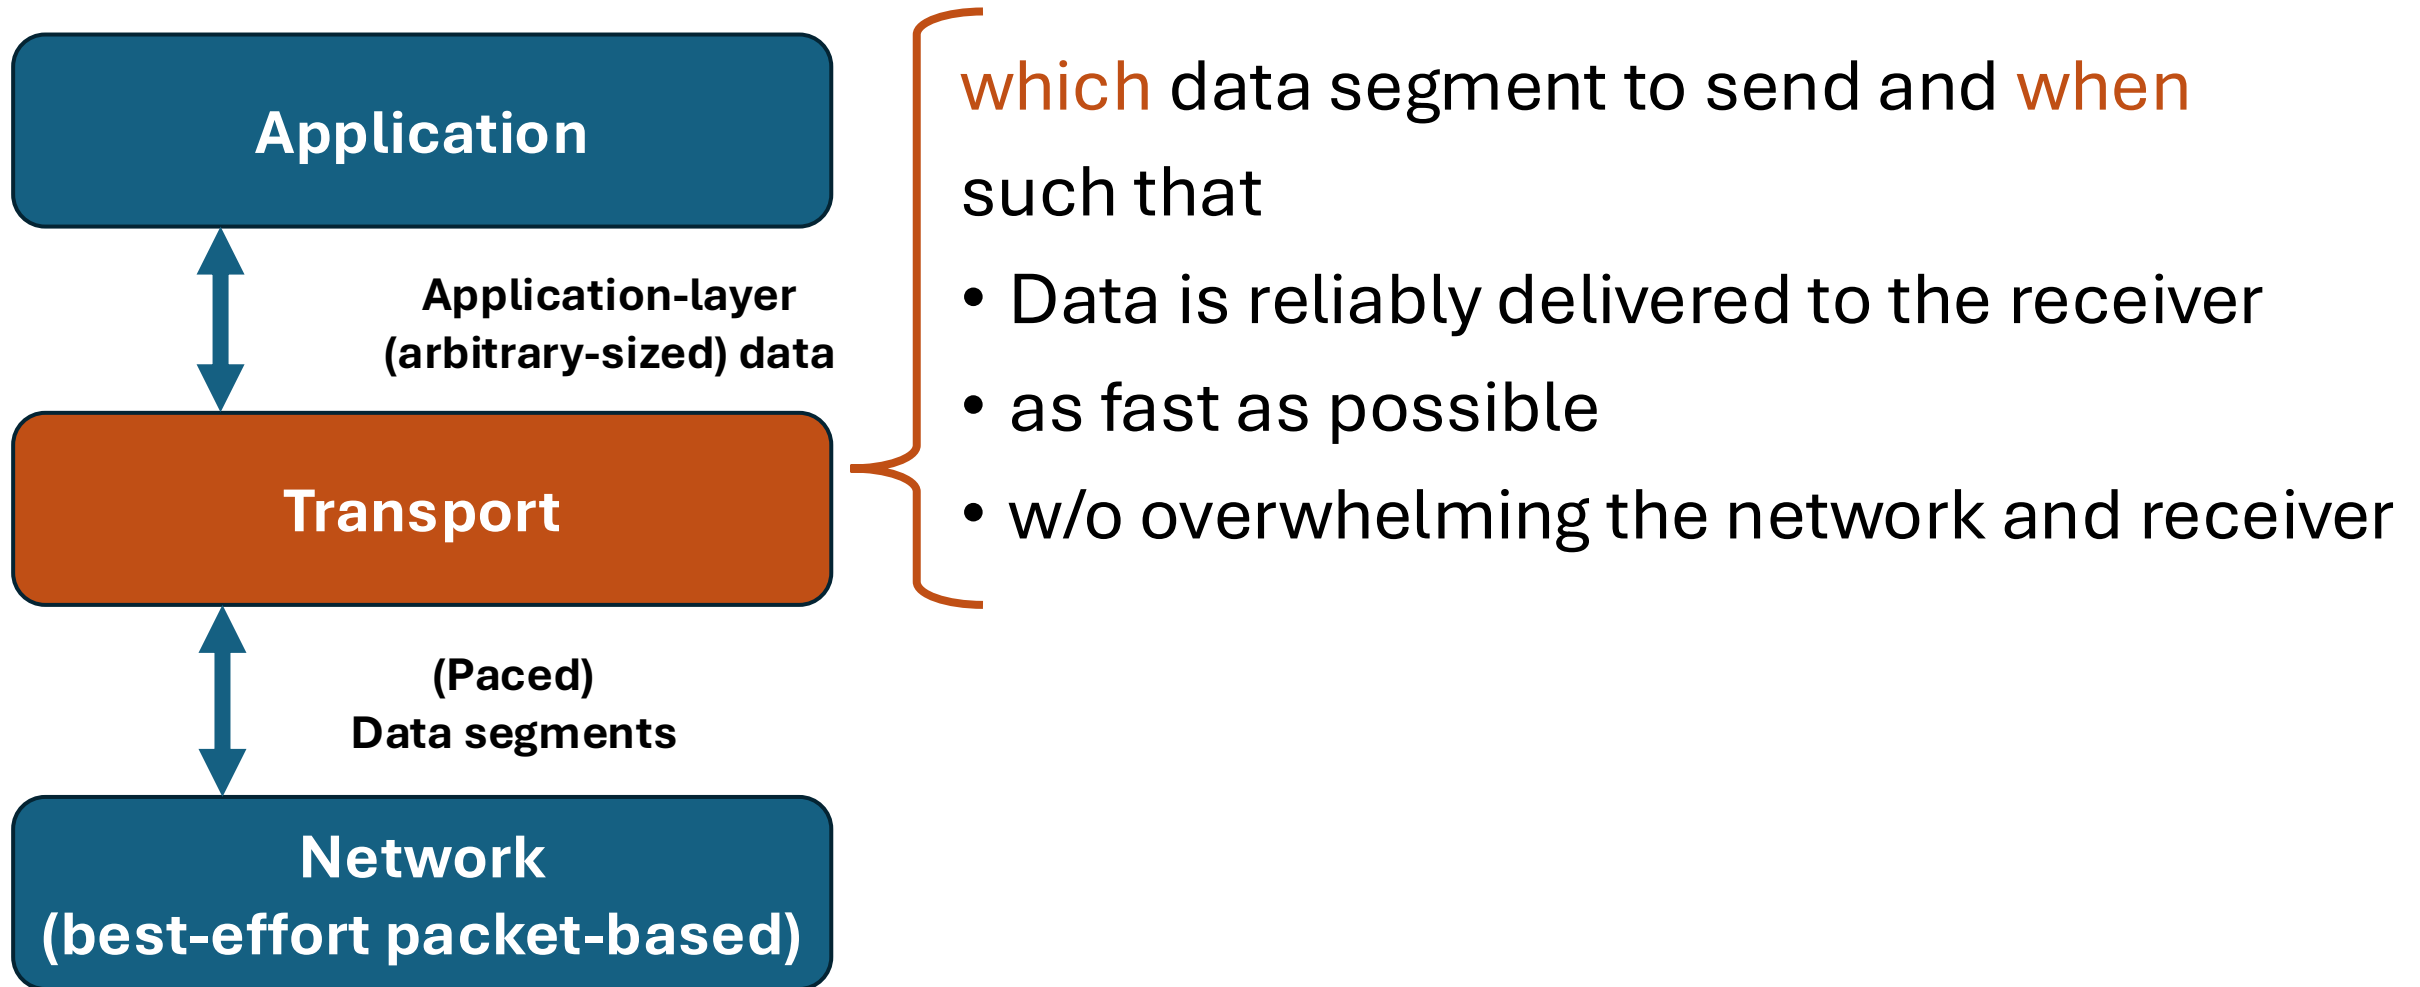 Application
Application-layer
(arbitrary-sized) data
Transport
(Paced)
Data segments
Network
(best-effort packet-based)
which data segment to send and when
such that
• Data is reliably delivered to the receiver
• as fast as possible
• w/o overwhelming the network and receiver